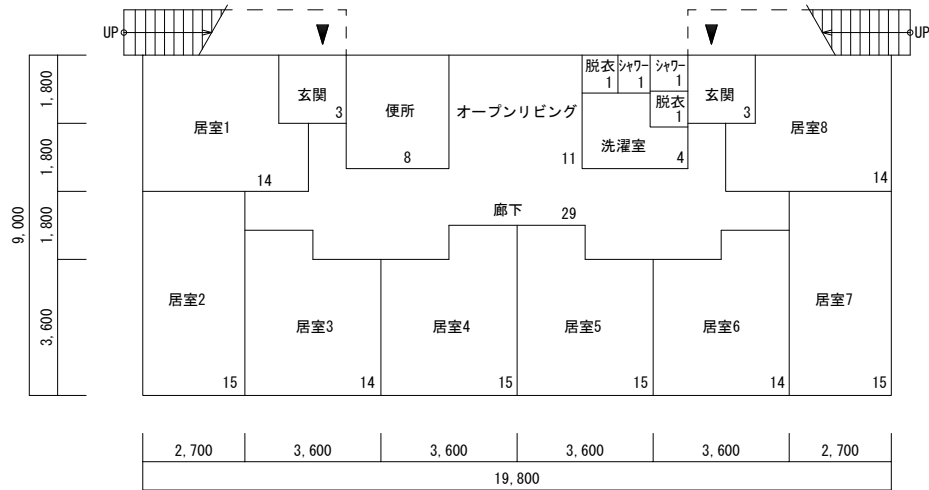 UP
UP
脱衣
1
シャワー
1
シャワー
1
脱衣
1
玄関
3
便所
8
オープンリビング
11
洗濯室
4
玄関
3
居室1
14
居室8
14
廊下 29
居室2
15
居室3
14
居室4
15
居室5
15
居室6
14
居室7
15
9,000
1,800
1,800
1,800
3,600
2,700
3,600
3,600
3,600
3,600
2,700
19,800